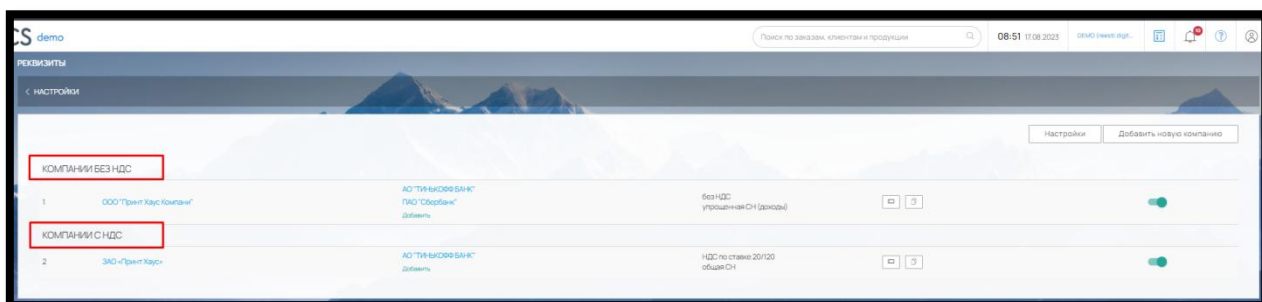 CS demo
Поиск по заказам, клиентам и продукции
08:51 17.08.2023
РЕКВИЗИТЫ
< НАСТРОЙКИ
Настройки
Добавить новую компанию
КОМПАНИИ БЕЗ НДС
1 ООО "Принт Хаус Компани" АО "ТИНЬКОФФ БАНК" без НДС
ПАО "Сбербанк" упрощенная СН (доходы)
Добавить
КОМПАНИИ С НДС
2 ЗАО «Принт Хаус» АО "ТИНЬКОФФ БАНК" НДС по ставке 20/120
Добавить общая СН